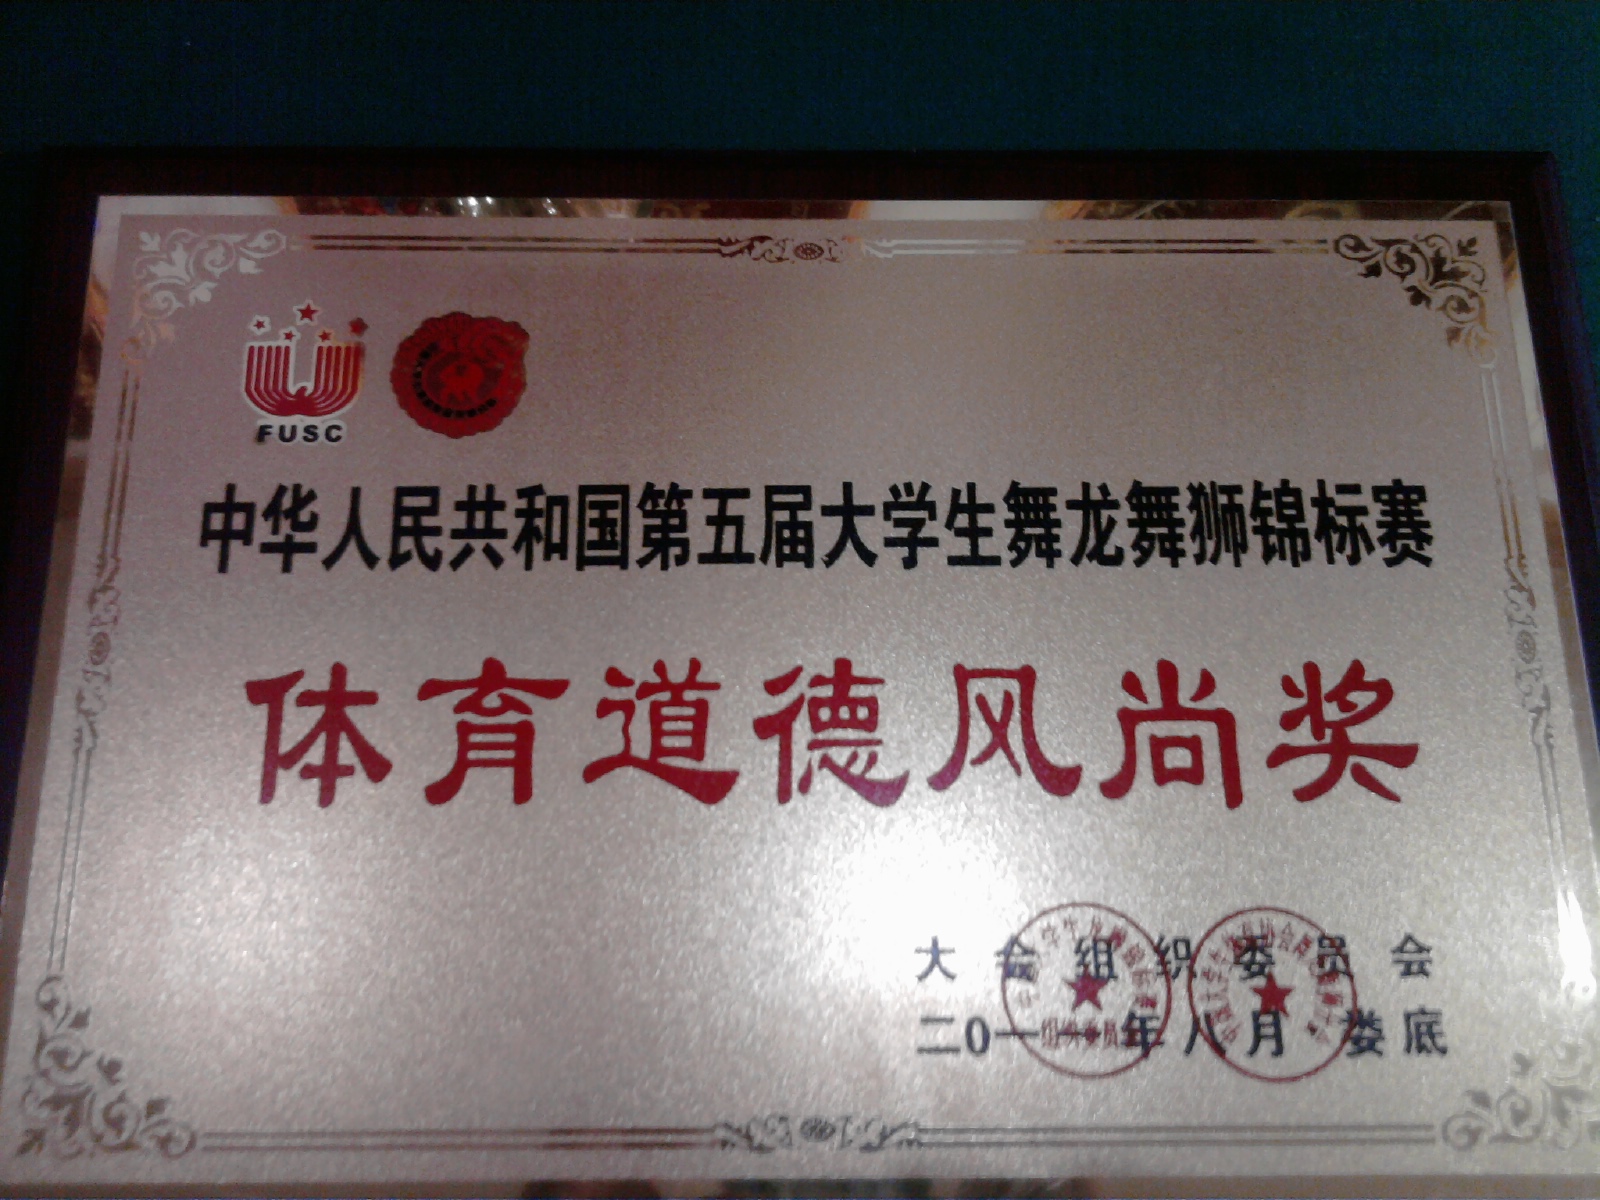 FUSC
中华人民共和国第五届大学生舞龙舞狮锦标赛
体育道德风尚奖
大会组织委员会
二0一一年八月 娄底